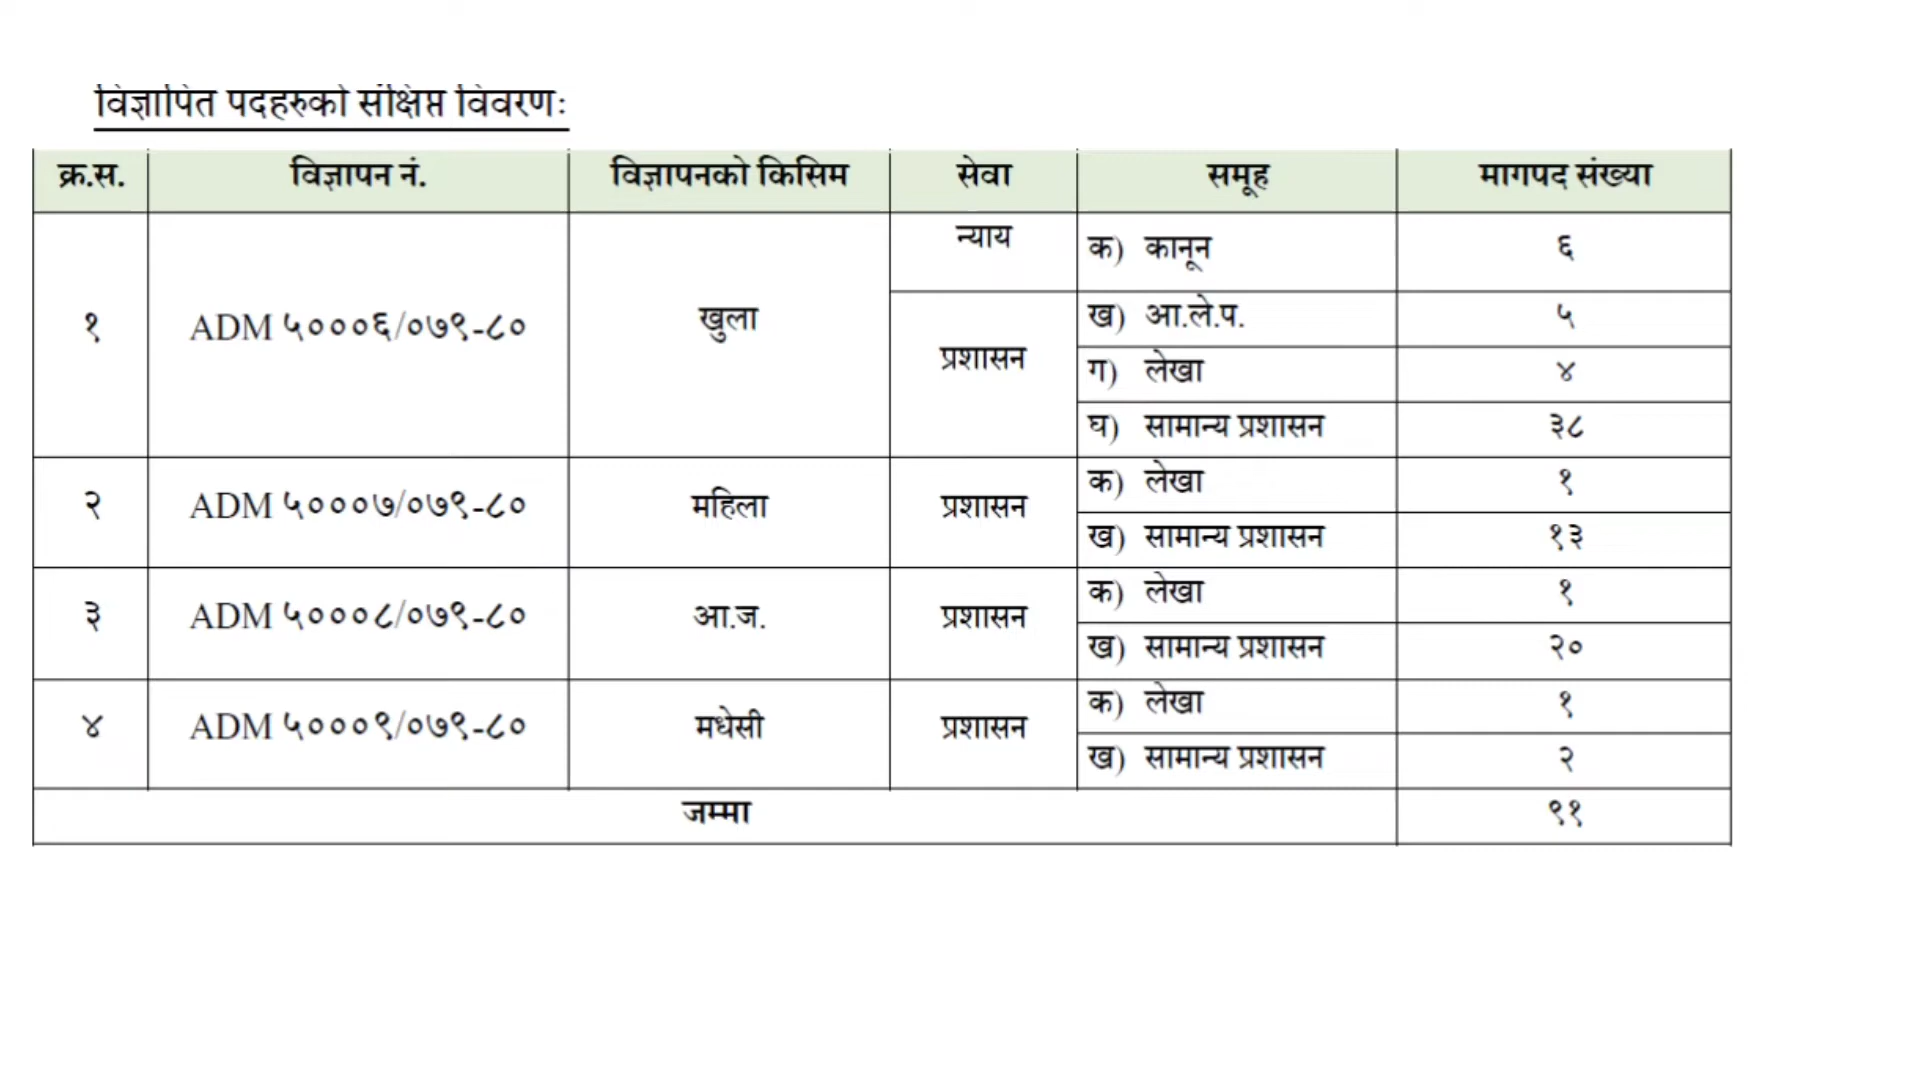 विज्ञापित पदहरुको संक्षिप्त विवरणः
क्र.स. विज्ञापन नं. विज्ञापनको किसिम सेवा समूह मागपद संख्या
१ ADM ५०००६/०७९-८० खुला न्याय क) कानून ६
प्रशासन ख) आ.ले.प. ५
ग) लेखा ४
घ) सामान्य प्रशासन ३८
२ ADM ५०००७/०७९-८० महिला प्रशासन क) लेखा १
ख) सामान्य प्रशासन १३
३ ADM ५०००८/०७९-८० आ.ज. प्रशासन क) लेखा १
ख) सामान्य प्रशासन २०
४ ADM ५०००९/०७९-८० मधेसी प्रशासन क) लेखा १
ख) सामान्य प्रशासन २
जम्मा ९१